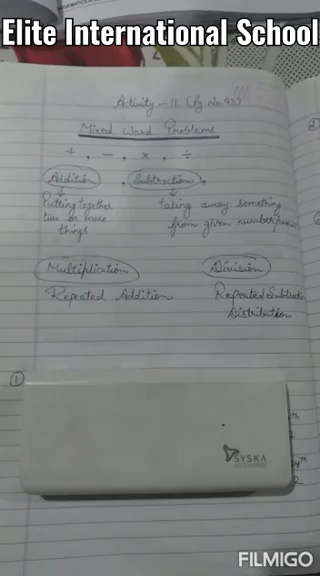 Elite International School
Activity - 11 (Pg No. 93)
Mixed Word Problems
+ , - , × , ÷
Addition , Subtraction ,
Putting together taking away something
two or more from given number
things
Multiplication Division
Repeated Addition Repeated Subtract
Distribution
1
SYSKA
FILMIGO